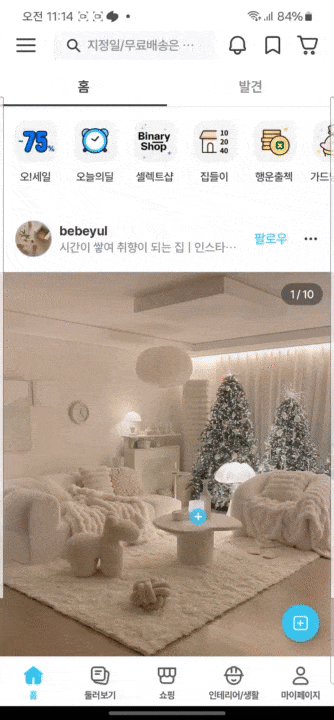 오전 11:14
84%
지정일/무료배송은 ···
홈
발견
-75%
Binary
Shop
10
20
40
오!세일
오늘의딜
셀렉트샵
집들이
행운출첵
가드
bebeyul
시간이 쌓여 취향이 되는 집 | 인스타···
팔로우
1/10
홈
둘러보기
쇼핑
인테리어/생활
마이페이지